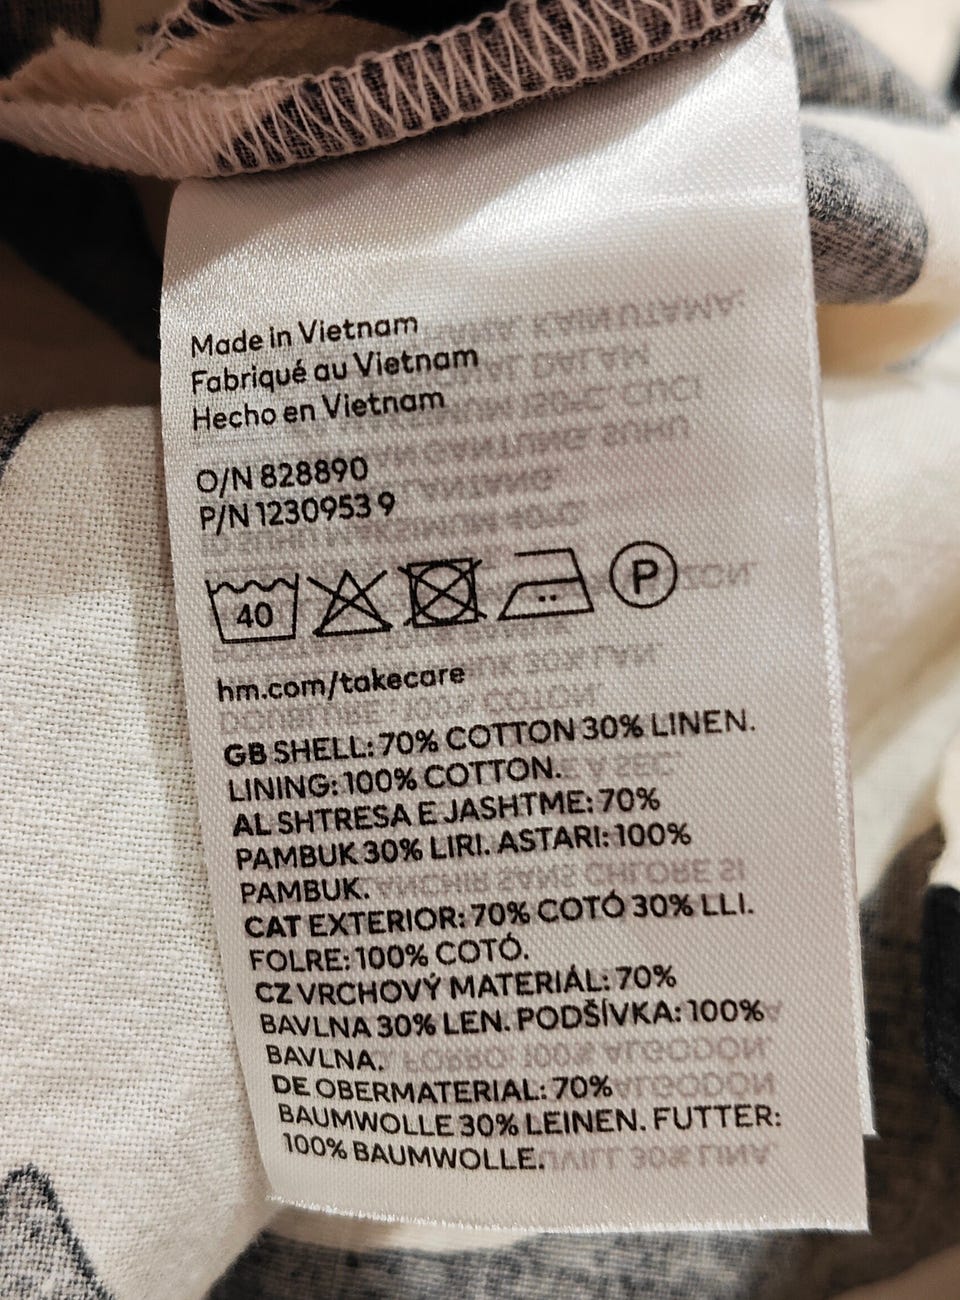 Made in Vietnam
Fabriqué au Vietnam
Hecho en Vietnam
O/N 828890
P/N 1230953 9
40 P
hm.com/takecare
GB SHELL: 70% COTTON 30% LINEN.
LINING: 100% COTTON.
AL SHTRESA E JASHTME: 70%
PAMBUK 30% LIRI. ASTARI: 100%
PAMBUK.
CAT EXTERIOR: 70% COTÓ 30% LLI.
FOLRE: 100% COTÓ.
CZ VRCHOVÝ MATERIÁL: 70%
BAVLNA 30% LEN. PODŠÍVKA: 100%
BAVLNA.
DE OBERMATERIAL: 70%
BAUMWOLLE 30% LEINEN. FUTTER:
100% BAUMWOLLE.